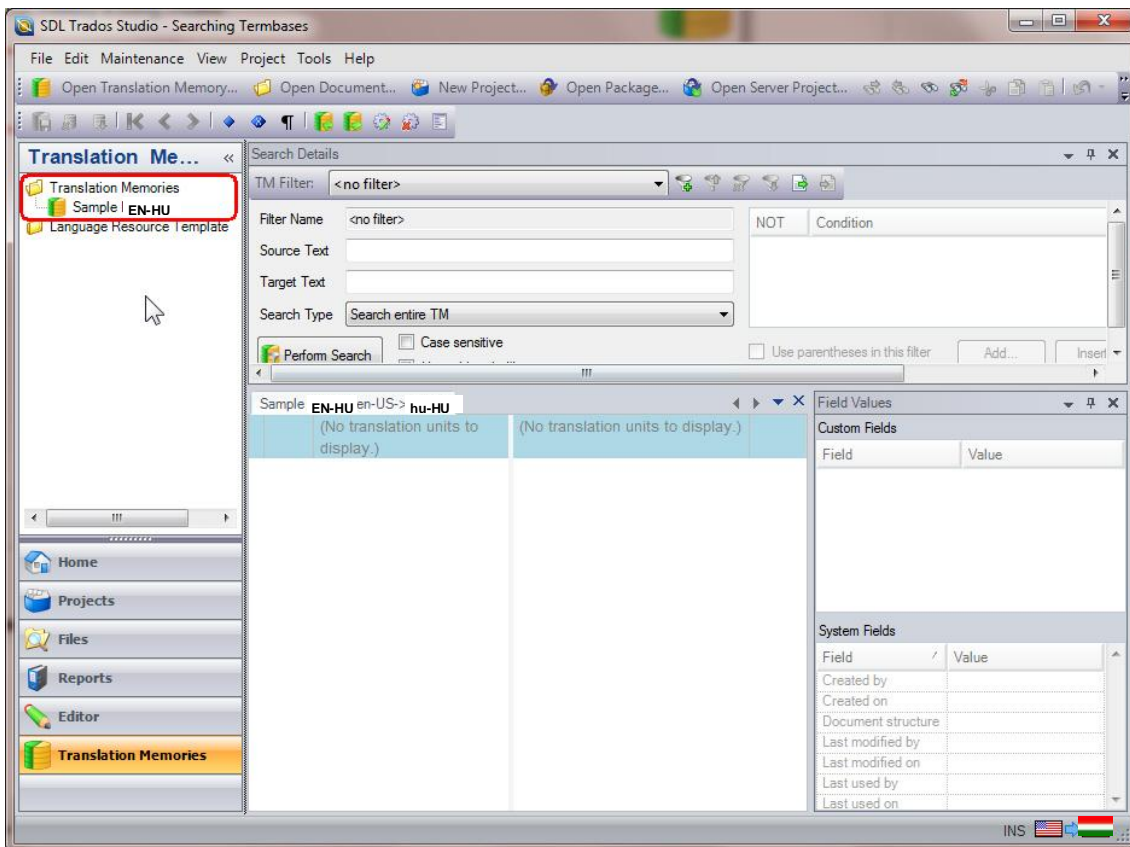 SDL Trados Studio - Searching Termbases
File Edit Maintenance View Project Tools Help
Open Translation Memory... Open Document... New Project... Open Package... Open Server Project...
Translation Me... «
Translation Memories
Sample EN-HU
Language Resource Template
Search Details
TM Filter: <no filter>
Filter Name <no filter>
Source Text
Target Text
Search Type Search entire TM
Perform Search
Case sensitive
NOT Condition
Use parentheses in this filter Add... Insert
Sample EN-HU en-US-> hu-HU
(No translation units to display.)
(No translation units to display.)
Field Values
Custom Fields
Field Value
System Fields
Field Value
Created by
Created on
Document structure
Last modified by
Last modified on
Last used by
Last used on
Home
Projects
Files
Reports
Editor
Translation Memories
INS